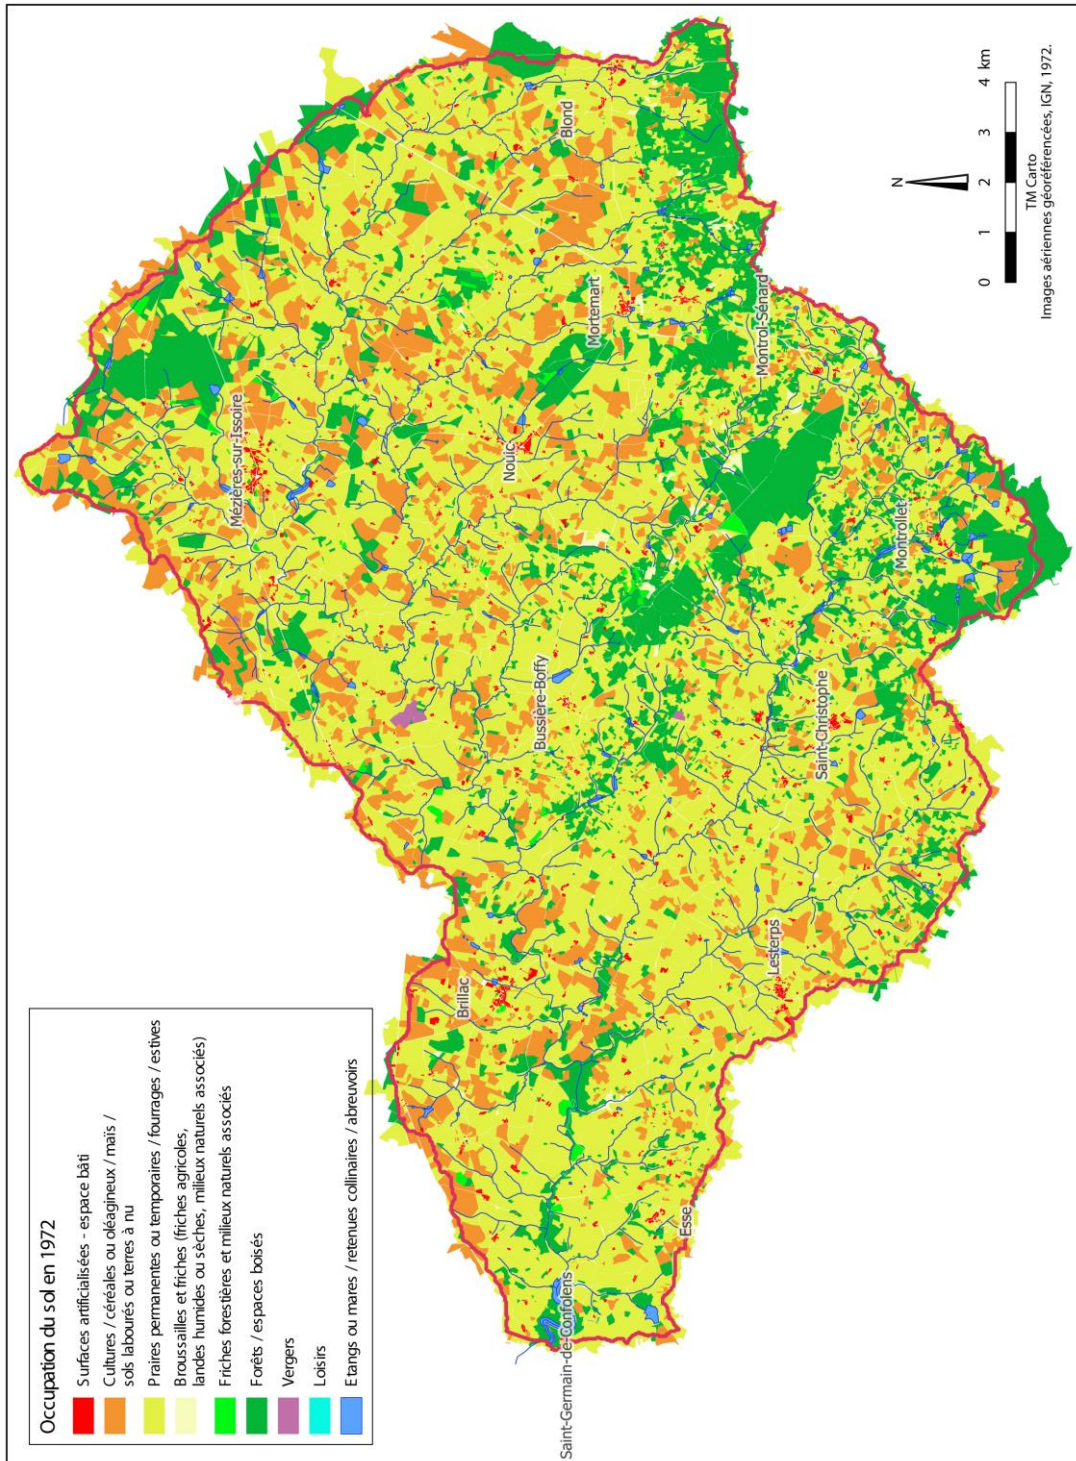 Occupation du sol en 1972
Surfaces artificialisées - espace bâti
Cultures / céréales ou oléagineux / maïs /
sols labourés ou terres à nu
Praires permanentes ou temporaires / fourrages / estives
Broussailles et friches (friches agricoles,
landes humides ou sèches, milieux naturels associés)
Friches forestières et milieux naturels associés
Forêts / espaces boisés
Vergers
Loisirs
Etangs ou mares / retenues collinaires / abreuvoirs
Mézières-sur-Issoire
Brillac
Nouic
Bussière-Boffy
Blond
Mortemart
Saint-Germain-de-Confolens
Esse
Montrol-Sénard
Lesterps
Saint-Christophe
Montrollet
N
0 1 2 3 4 km
TM Carto
Images aériennes géoréférencées, IGN, 1972.